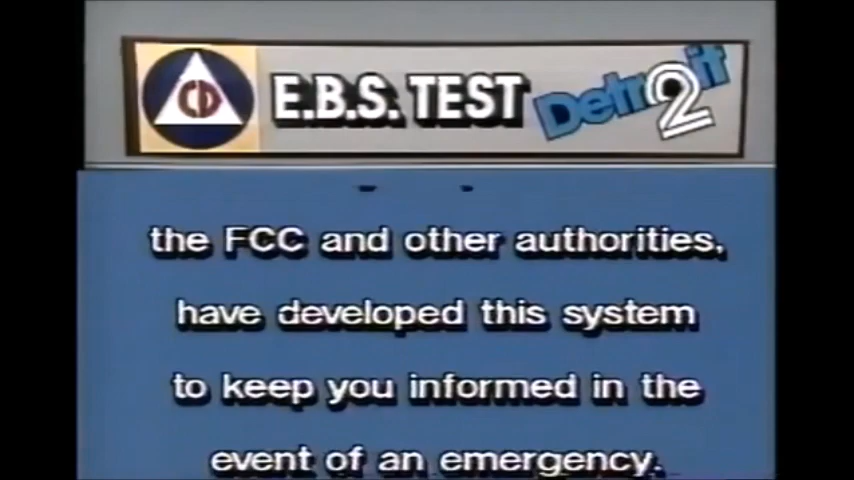 CD E.B.S. TEST Detroit 2
the FCC and other authorities,
have developed this system
to keep you informed in the
event of an emergency.